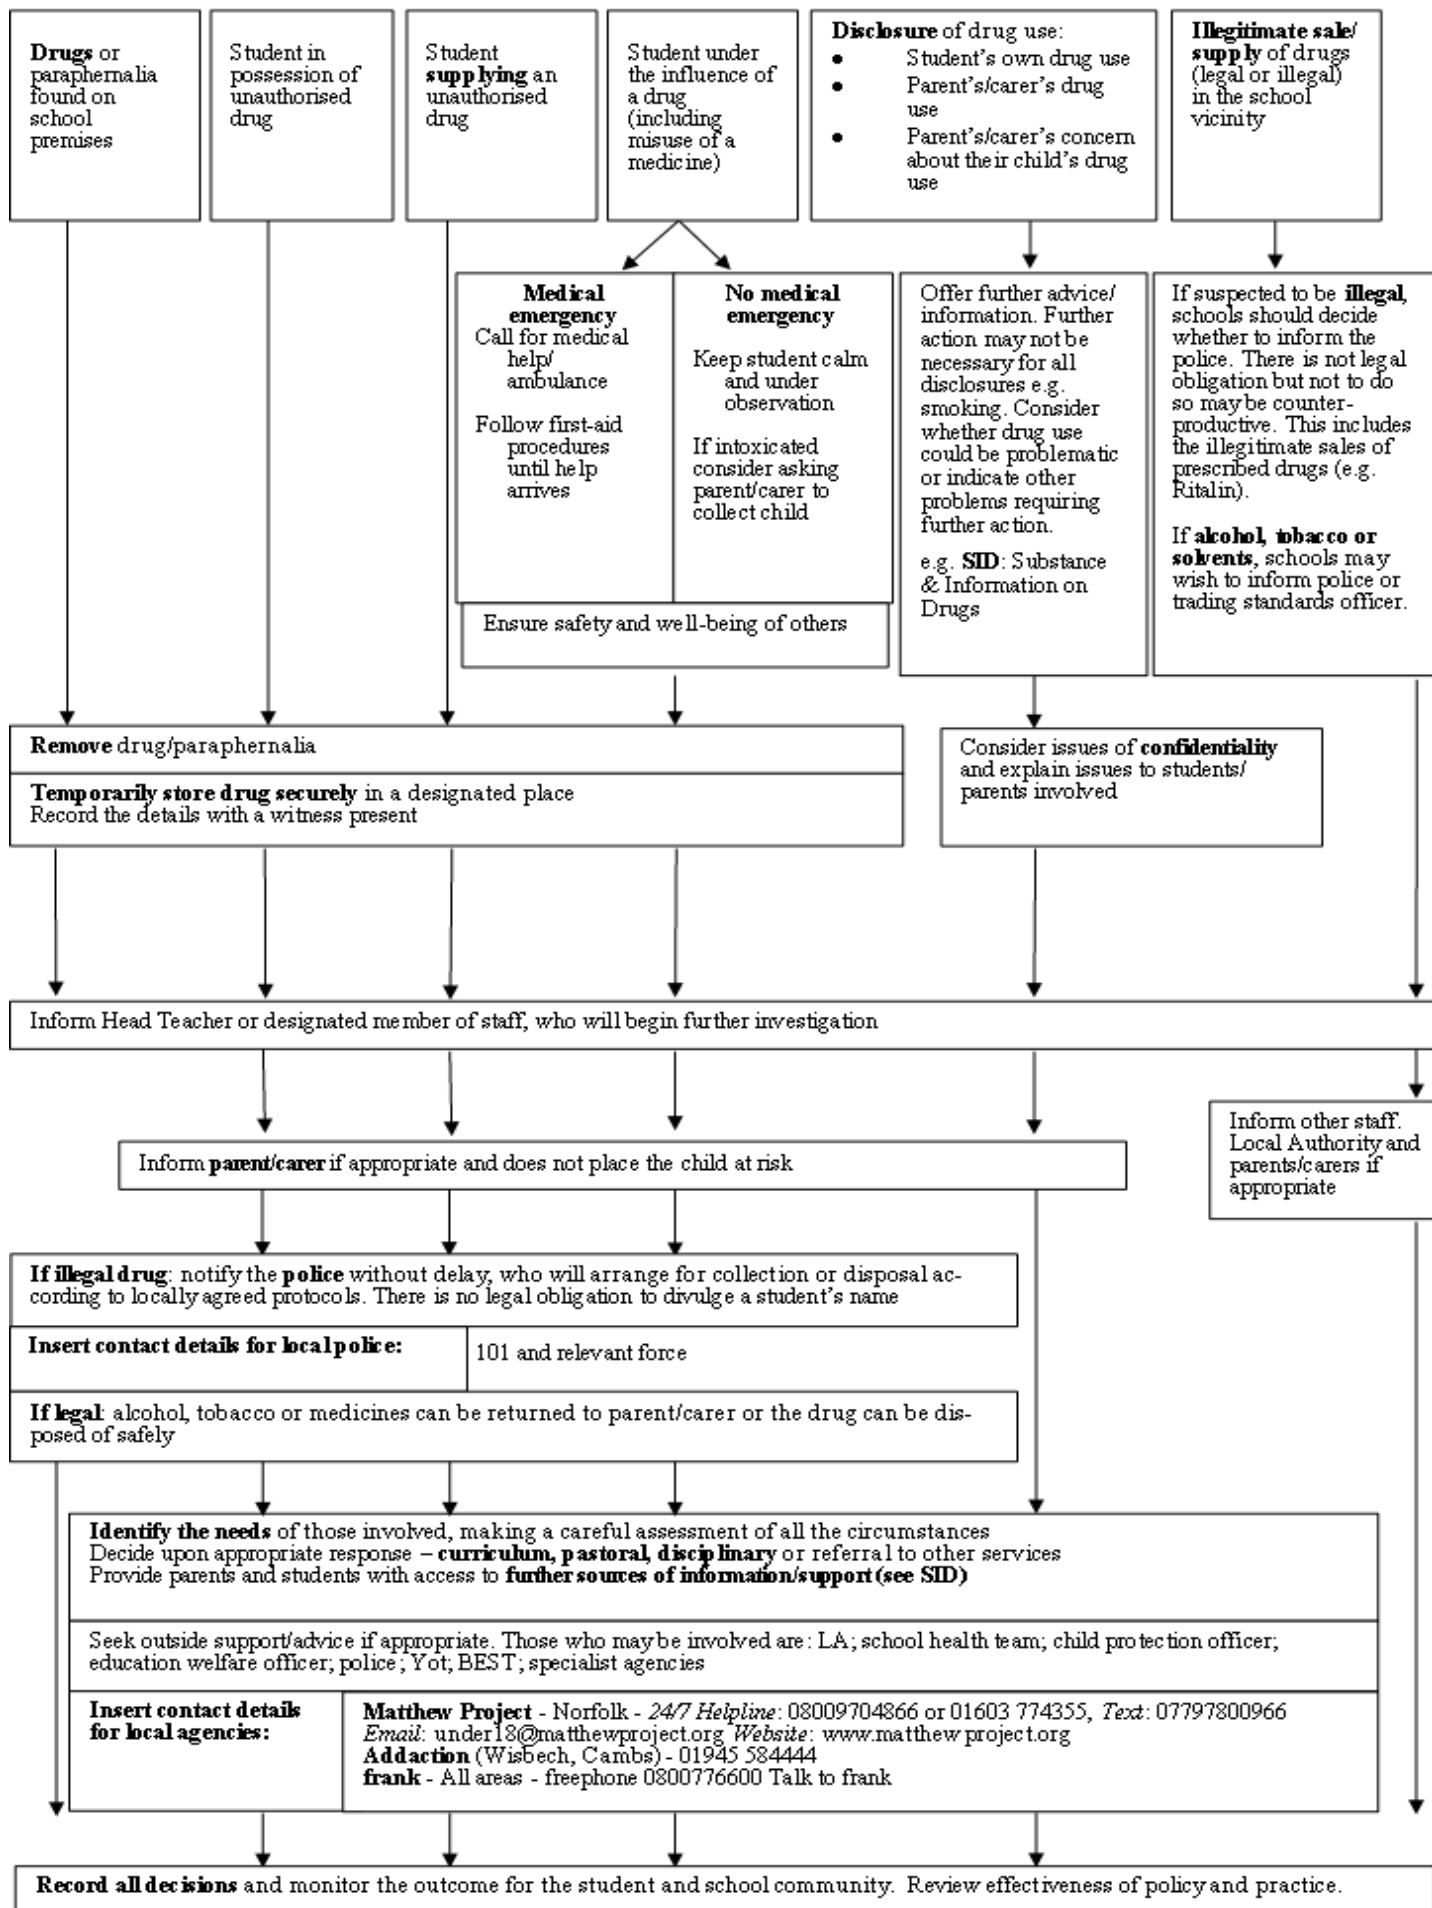 Drugs or
paraphernalia
found on
school
premises
Student in
possession of
unauthorised
drug
Student
supplying an
unauthorised
drug
Student under
the influence of
a drug
(including
misuse of a
medicine)
Disclosure of drug use:
● Student's own drug use
● Parent's/carer's drug
use
● Parent's/carer's concern
about their child's drug
use
Illegitimate sale/
supply of drugs
(legal or illegal)
in the school
vicinity
Medical
emergency
Call for medical
help/
ambulance
Follow first-aid
procedures
until help
arrives
No medical
emergency
Keep student calm
and under
observation
If intoxicated
consider asking
parent/carer to
collect child
Offer further advice/
information. Further
action may not be
necessary for all
disclosures e.g.
smoking. Consider
whether drug use
could be problematic
or indicate other
problems requiring
further action.
e.g. SID: Substance
& Information on
Drugs
If suspected to be illegal,
schools should decide
whether to inform the
police. There is not legal
obligation but not to do
so may be counter-
productive. This includes
the illegitimate sales of
prescribed drugs (e.g.
Ritalin).
If alcohol, tobacco or
solvents, schools may
wish to inform police or
trading standards officer.
Ensure safety and well-being of others
Remove drug/paraphernalia
Temporarily store drug securely in a designated place
Record the details with a witness present
Consider issues of confidentiality
and explain issues to students/
parents involved
Inform Head Teacher or designated member of staff, who will begin further investigation
Inform parent/carer if appropriate and does not place the child at risk
Inform other staff.
Local Authority and
parents/carers if
appropriate
If illegal drug: notify the police without delay, who will arrange for collection or disposal ac-
cording to locally agreed protocols. There is no legal obligation to divulge a student's name
Insert contact details for local police:
101 and relevant force
If legal: alcohol, tobacco or medicines can be returned to parent/carer or the drug can be dis-
posed of safely
Identify the needs of those involved, making a careful assessment of all the circumstances
Decide upon appropriate response – curriculum, pastoral, disciplinary or referral to other services
Provide parents and students with access to further sources of information/support (see SID)
Seek outside support/advice if appropriate. Those who may be involved are: LA; school health team; child protection officer;
education welfare officer; police; Yot; BEST; specialist agencies
Insert contact details
for local agencies:
Matthew Project - Norfolk - 24/7 Helpline: 08009704866 or 01603 774355, Text: 07797800966
Email: under18@matthewproject.org Website: www.matthew project.org
Addaction (Wisbech, Cambs) - 01945 584444
frank - All areas - freephone 0800776600 Talk to frank
Record all decisions and monitor the outcome for the student and school community. Review effectiveness of policy and practice.